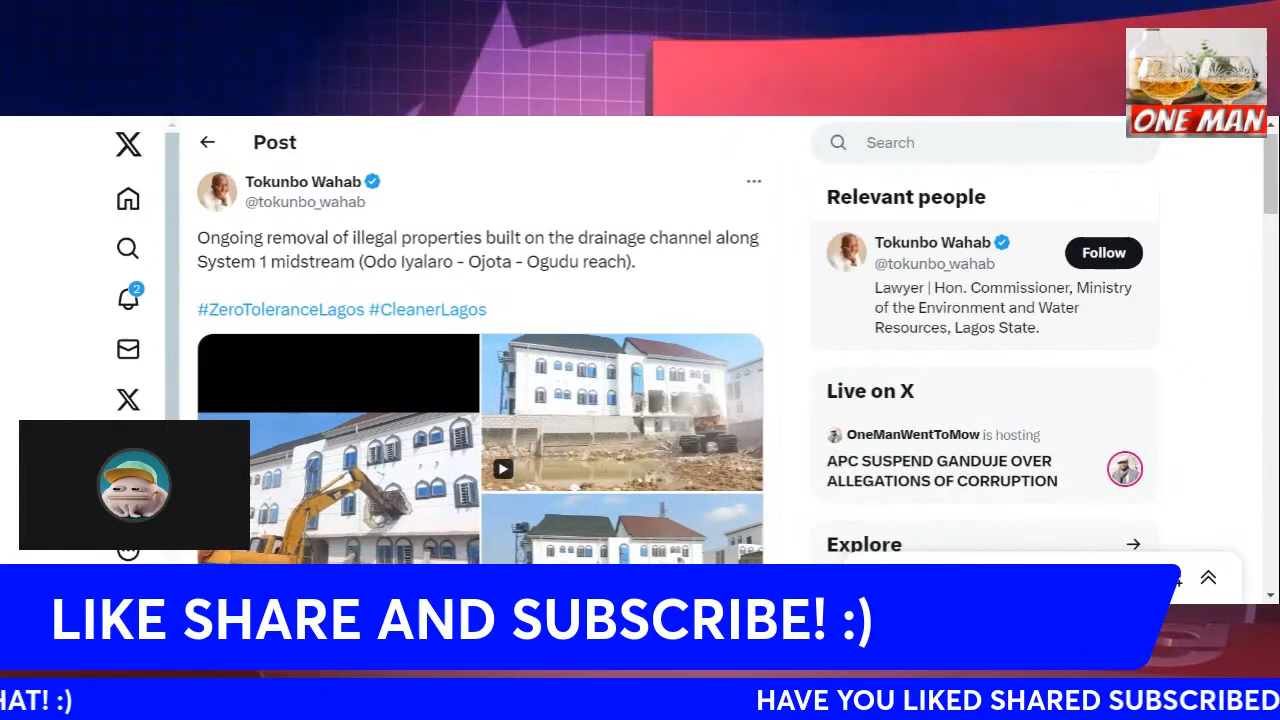 ONE MAN
Post
Search
Tokunbo Wahab
@tokunbo_wahab
Ongoing removal of illegal properties built on the drainage channel along
System 1 midstream (Odo Iyalaro - Ojota - Ogudu reach).
#ZeroToleranceLagos #CleanerLagos
Relevant people
Tokunbo Wahab
@tokunbo_wahab
Follow
Lawyer | Hon. Commissioner, Ministry
of the Environment and Water
Resources, Lagos State.
2
Live on X
OneManWentToMow is hosting
APC SUSPEND GANDUJE OVER
ALLEGATIONS OF CORRUPTION
Explore
LIKE SHARE AND SUBSCRIBE! :)
HAT! :)
HAVE YOU LIKED SHARED SUBSCRIBED